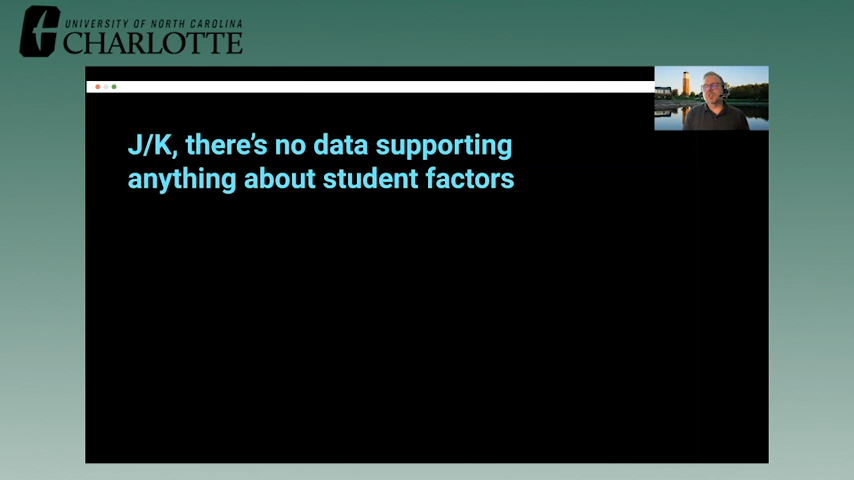 UNIVERSITY OF NORTH CAROLINA
CHARLOTTE
J/K, there’s no data supporting
anything about student factors